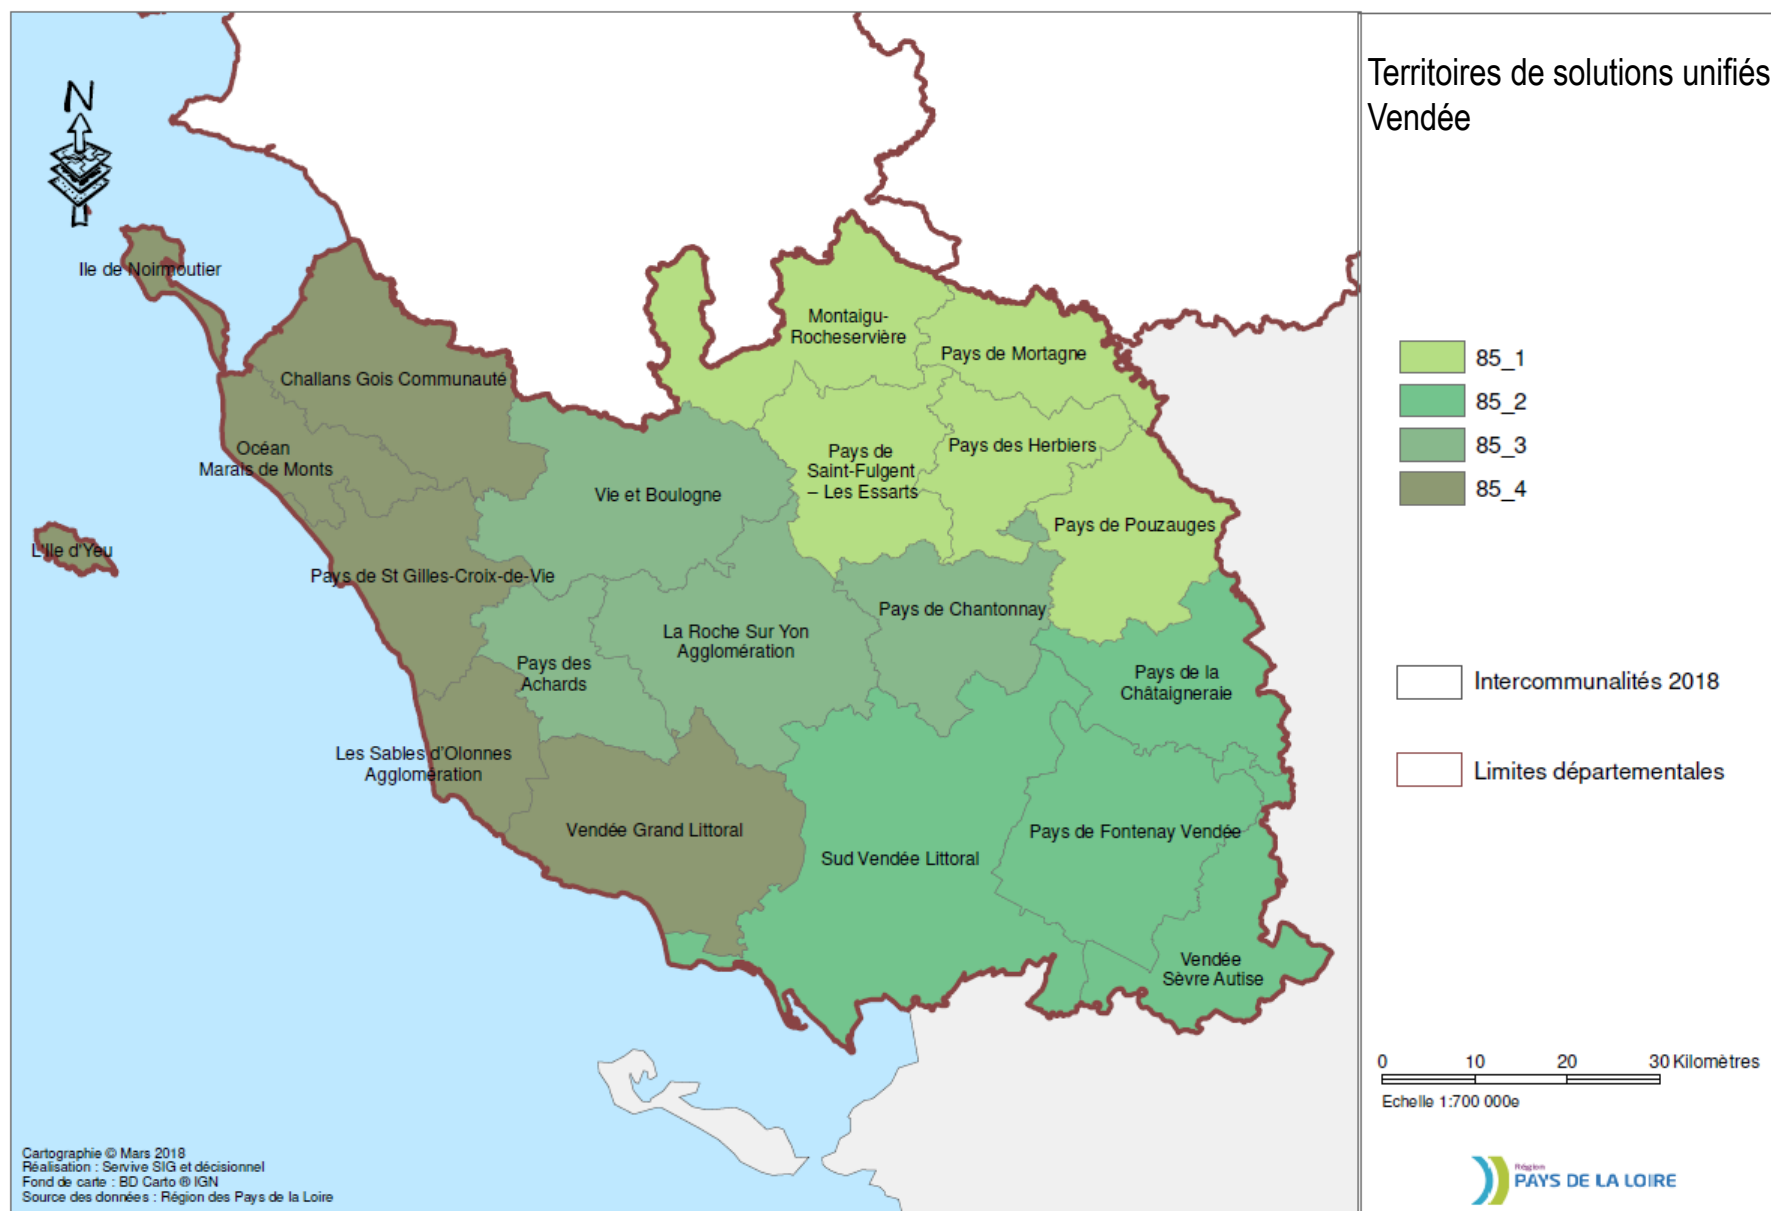 Territoires de solutions unifiés
Vendée
N
Ile de Noirmoutier
Challans Gois Communauté
Océan
Marais de Monts
L'Ile d'Yeu
Pays de St Gilles-Croix-de-Vie
Vie et Boulogne
Montaigu-
Rocheservière
Pays de Mortagne
Pays des Herbiers
Pays de
Saint-Fulgent
– Les Essarts
Pays de Pouzauges
Pays de Chantonnay
La Roche Sur Yon
Agglomération
Pays des
Achards
Pays de la
Châtaigneraie
Les Sables d'Olonnes
Agglomération
Vendée Grand Littoral
Sud Vendée Littoral
Pays de Fontenay Vendée
Vendée
Sèvre Autise
85_1
85_2
85_3
85_4
Intercommunalités 2018
Limites départementales
0 10 20 30 Kilomètres
Echelle 1:700 000e
Cartographie © Mars 2018
Réalisation : Servive SIG et décisionnel
Fond de carte : BD Carto ® IGN
Source des données : Région des Pays de la Loire
Région
PAYS DE LA LOIRE